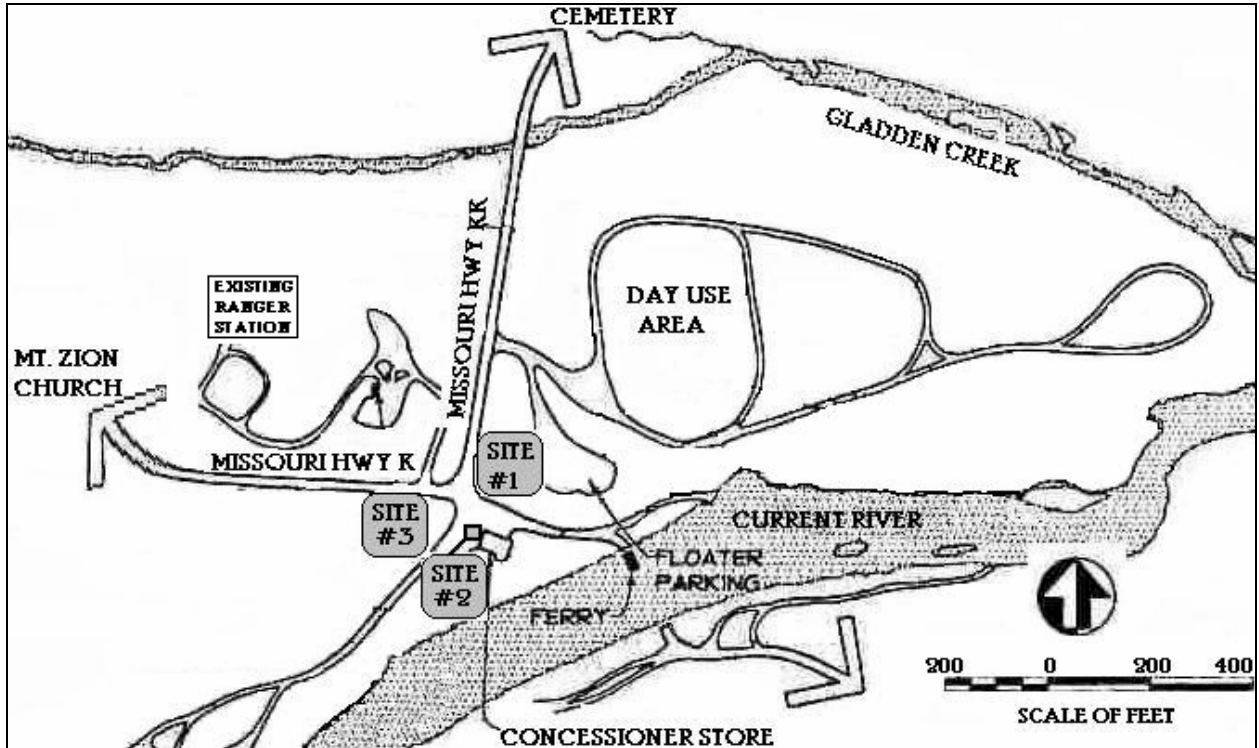 CEMETERY
GLADDEN CREEK
MISSOURI HWY KK
DAY USE
AREA
EXISTING
RANGER
STATION
MT. ZION
CHURCH
MISSOURI HWY K
SITE
#1
SITE
#3
SITE
#2
CURRENT RIVER
FLOATER
PARKING
FERRY
200 0 200 400
SCALE OF FEET
CONCESSIONER STORE